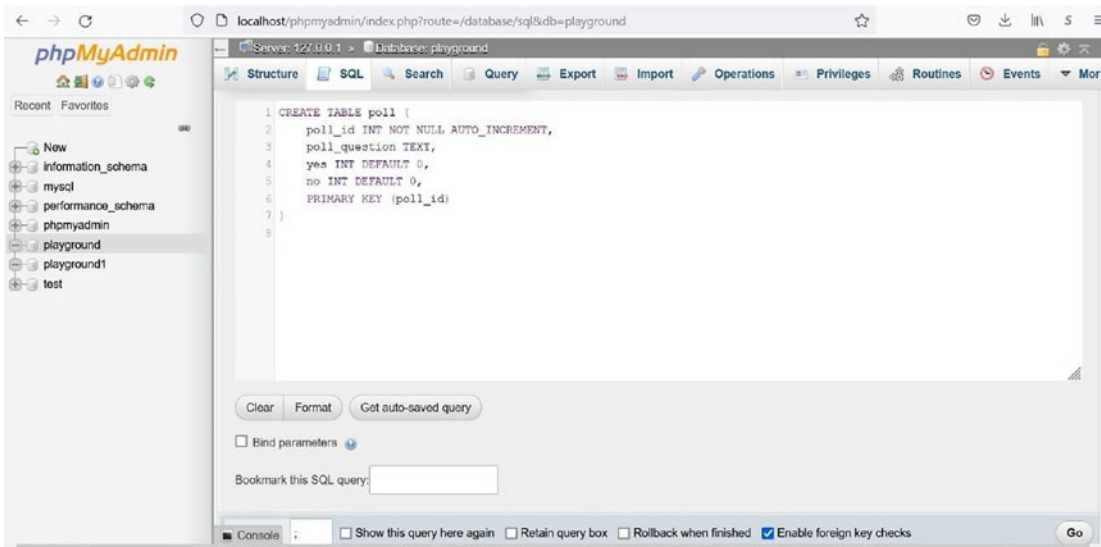 localhost/phpmyadmin/index.php?route=/database/sql&db=playground
phpMyAdmin
Recent Favorites
New
information_schema
mysql
performance_schema
phpmyadmin
playground
playground1
test
Server: 127.0.0.1 » Database: playground
Structure SQL Search Query Export Import Operations Privileges Routines Events Mor
1 CREATE TABLE poll (
2 poll_id INT NOT NULL AUTO_INCREMENT,
3 poll_question TEXT,
4 yes INT DEFAULT 0,
5 no INT DEFAULT 0,
6 PRIMARY KEY (poll_id)
7 )
8
Clear Format Get auto-saved query
Bind parameters
Bookmark this SQL query:
Console ; Show this query here again Retain query box Rollback when finished Enable foreign key checks Go